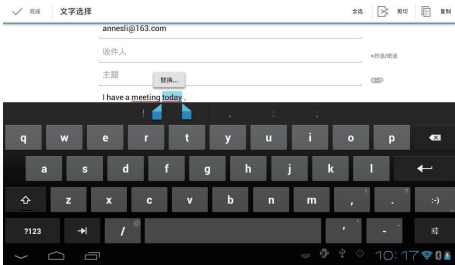 完成 文字选择 全选 剪切 复制
annesli@163.com
收件人 +抄送/密送
主题
替换...
I have a meeting today .
! ? , : ;
q w e r t y u i o p
a s d f g h j k l
z x c v b n m , ! . ? :-)
?123 / @ ' " - _
10:17